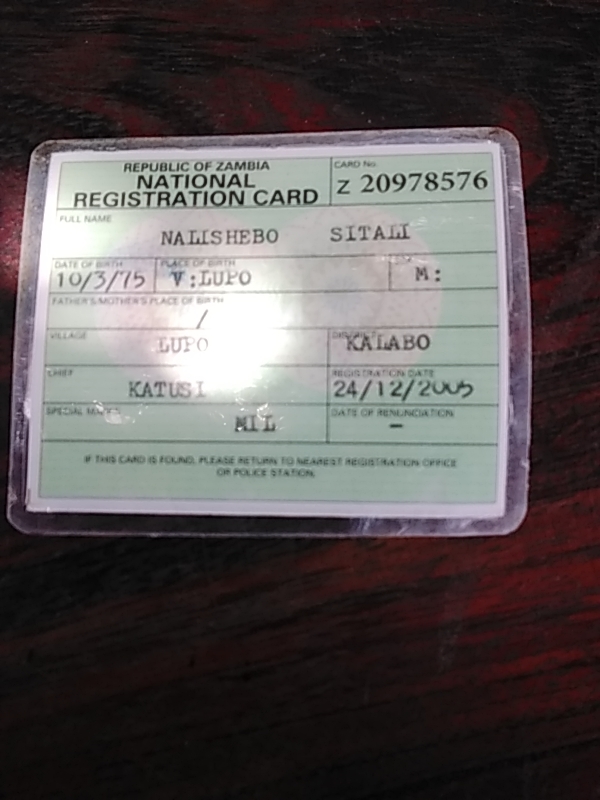 REPUBLIC OF ZAMBIA
NATIONAL
REGISTRATION CARD
CARD No.
Z 20978576
FULL NAME
NALISHEBO SITALI
DATE OF BIRTH PLACE OF BIRTH
10/3/75 V:LUPO M:
FATHER'S/MOTHER'S PLACE OF BIRTH
/
VILLAGE DISTRICT
LUPO KALABO
CHIEF REGISTRATION DATE
KATUSI 24/12/2005
SPECIAL MARKS DATE OF RENUNCIATION
MIL –
IF THIS CARD IS FOUND, PLEASE RETURN TO NEAREST REGISTRATION OFFICE
OR POLICE STATION